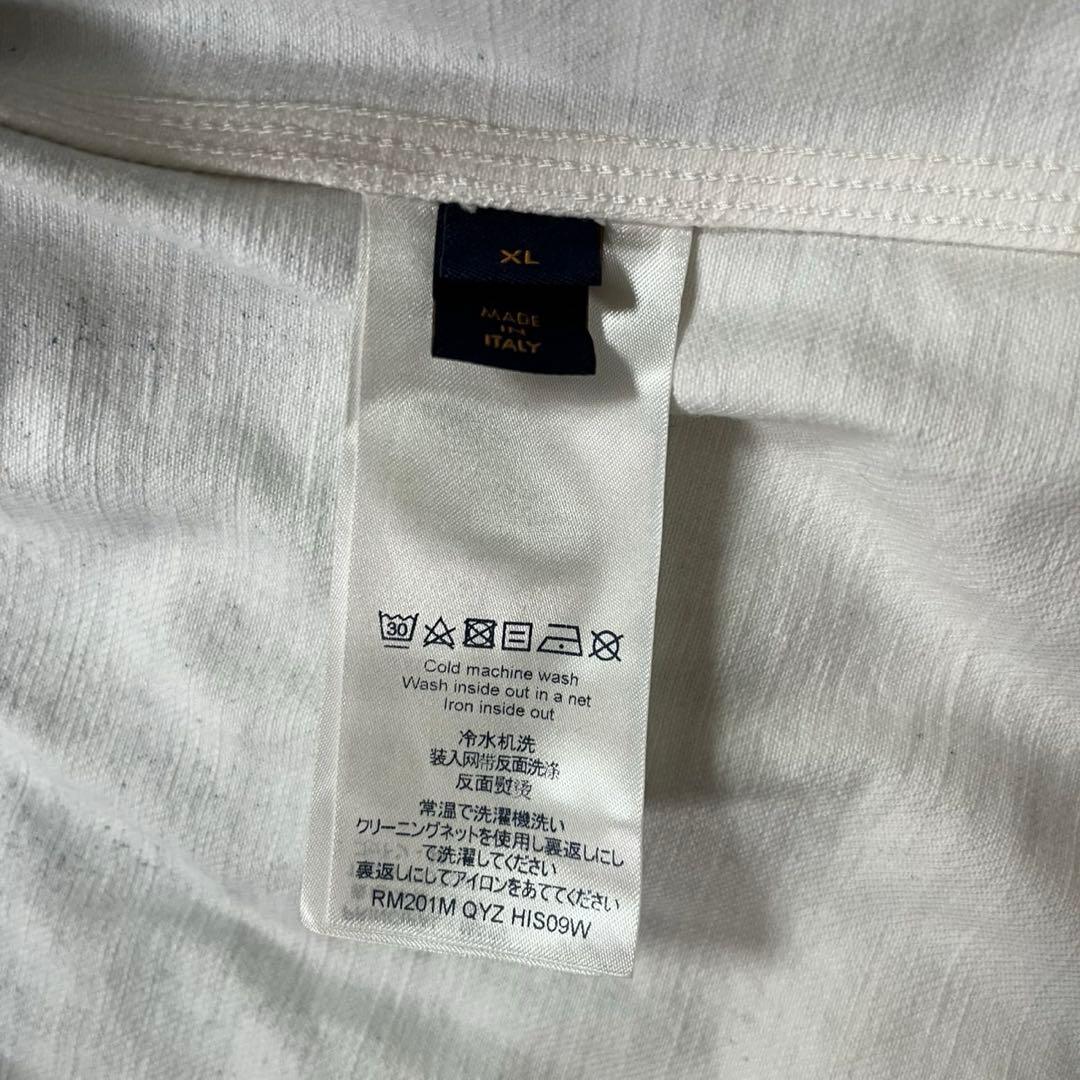 XL
MADE
IN
ITALY
30
Cold machine wash
Wash inside out in a net
Iron inside out
冷水机洗
装入网带反面洗涤
反面熨烫
常温で洗濯機洗い
クリーニングネットを使用し裏返しにし
て洗濯してください
裏返しにしてアイロンをあててください
RM201M QYZ HIS09W